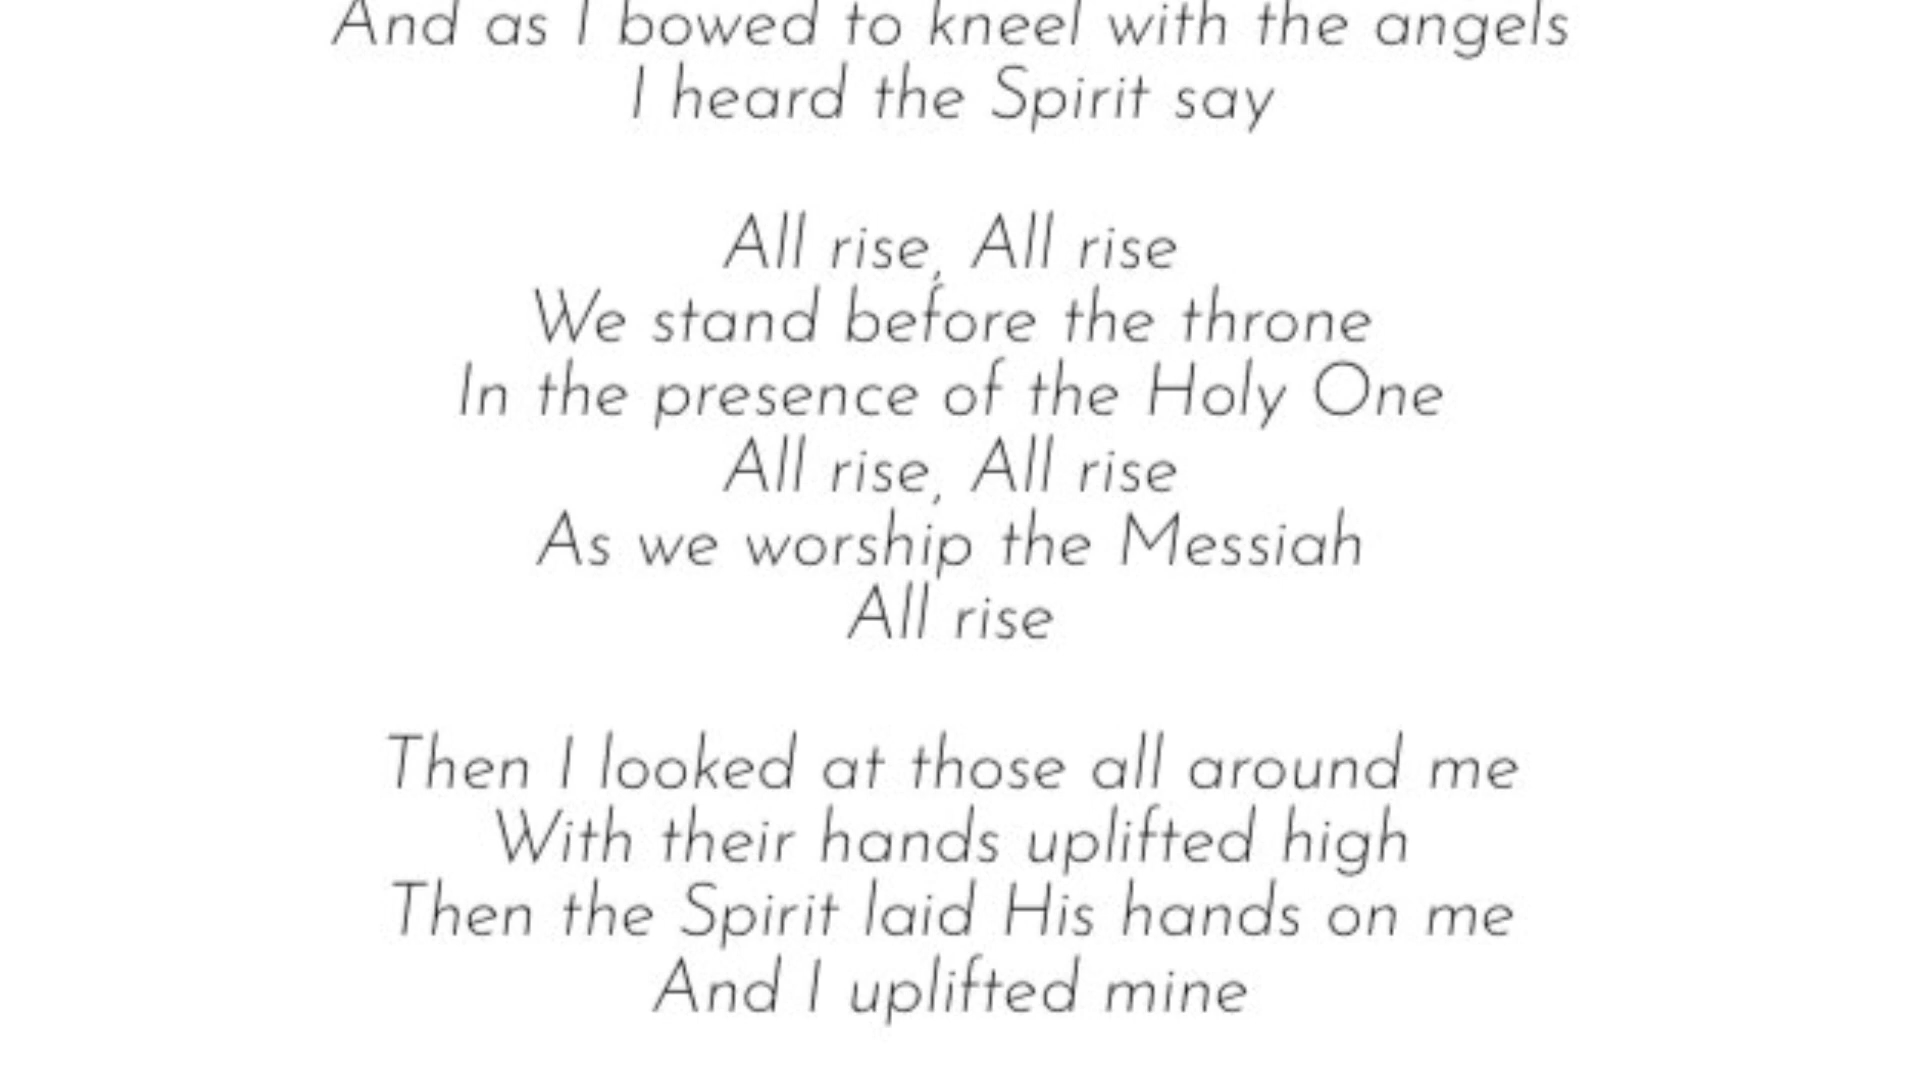 And as I bowed to kneel with the angels
I heard the Spirit say
All rise, All rise
We stand before the throne
In the presence of the Holy One
All rise, All rise
As we worship the Messiah
All rise
Then I looked at those all around me
With their hands uplifted high
Then the Spirit laid His hands on me
And I uplifted mine